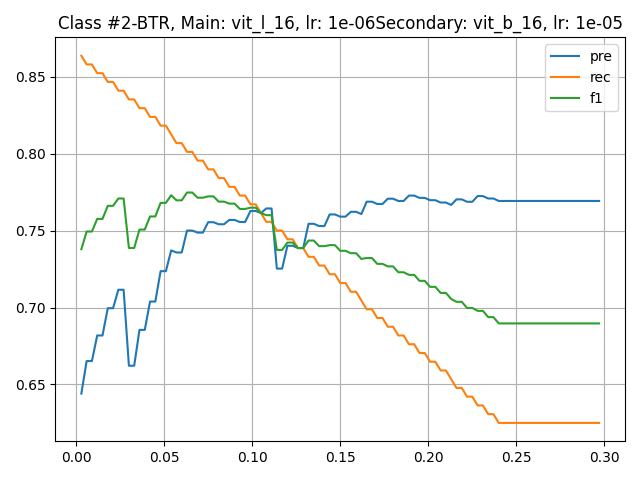 Class #2-BTR, Main: vit_l_16, lr: 1e-06Secondary: vit_b_16, lr: 1e-05
pre
rec
f1
0.85
0.80
0.75
0.70
0.65
0.00 0.05 0.10 0.15 0.20 0.25 0.30